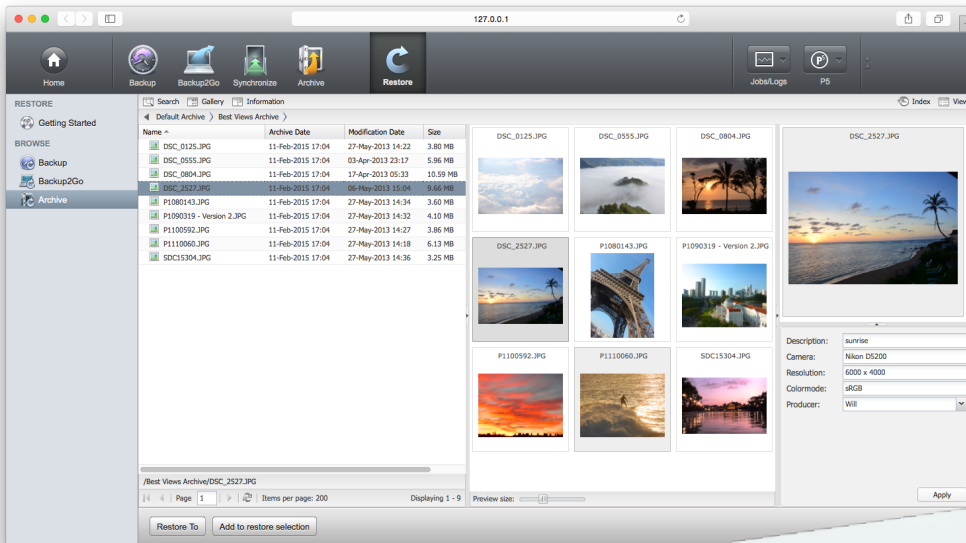 127.0.0.1
Home
Backup
Backup2Go
Synchronize
Archive
Restore
Jobs/Logs
P5
RESTORE
Getting Started
BROWSE
Backup
Backup2Go
Archive
Search Gallery Information
Index View
Default Archive Best Views Archive
Name Archive Date Modification Date Size
DSC_0125.JPG 11-Feb-2015 17:04 27-May-2013 14:22 3.80 MB
DSC_0555.JPG 11-Feb-2015 17:04 03-Apr-2013 23:17 5.96 MB
DSC_0804.JPG 11-Feb-2015 17:04 17-Apr-2013 05:33 10.59 MB
DSC_2527.JPG 11-Feb-2015 17:04 06-May-2013 15:04 9.66 MB
P1080143.JPG 11-Feb-2015 17:04 27-May-2013 14:34 3.60 MB
P1090319 - Version 2.JPG 11-Feb-2015 17:04 27-May-2013 14:32 4.10 MB
P1100592.JPG 11-Feb-2015 17:04 27-May-2013 14:27 3.86 MB
P1110060.JPG 11-Feb-2015 17:04 27-May-2013 14:18 6.13 MB
SDC15304.JPG 11-Feb-2015 17:04 27-May-2013 14:36 3.25 MB
/Best Views Archive/DSC_2527.JPG
Page 1 Items per page: 200 Displaying 1 - 9
DSC_0125.JPG DSC_0555.JPG DSC_0804.JPG
DSC_2527.JPG P1080143.JPG P1090319 - Version 2.JPG
P1100592.JPG P1110060.JPG SDC15304.JPG
Preview size:
DSC_2527.JPG
Description: sunrise
Camera: Nikon D5200
Resolution: 6000 x 4000
Colormode: sRGB
Producer: Will
Apply
Restore To Add to restore selection